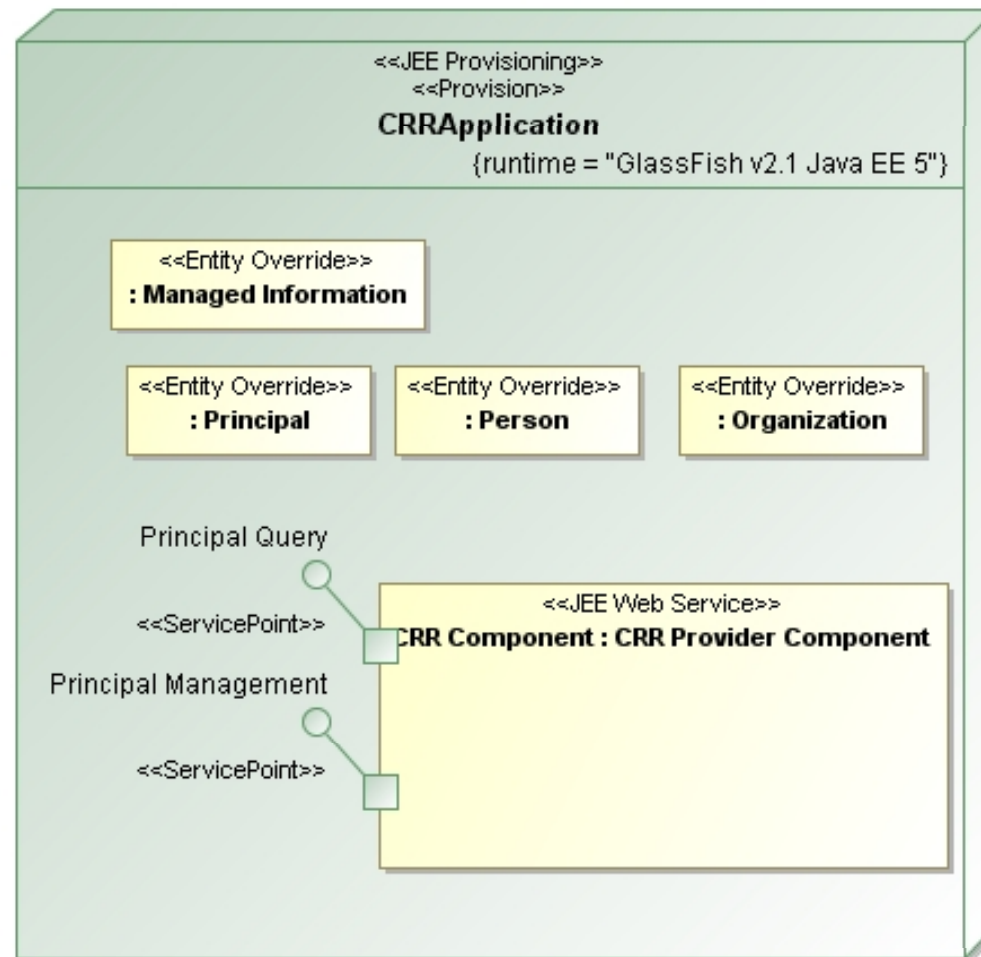 <<JEE Provisioning>>
<<Provision>>
CRRApplication
{runtime = "GlassFish v2.1 Java EE 5"}
<<Entity Override>>
: Managed Information
<<Entity Override>>
: Principal
<<Entity Override>>
: Person
<<Entity Override>>
: Organization
Principal Query
<<ServicePoint>>
<<JEE Web Service>>
CRR Component : CRR Provider Component
Principal Management
<<ServicePoint>>